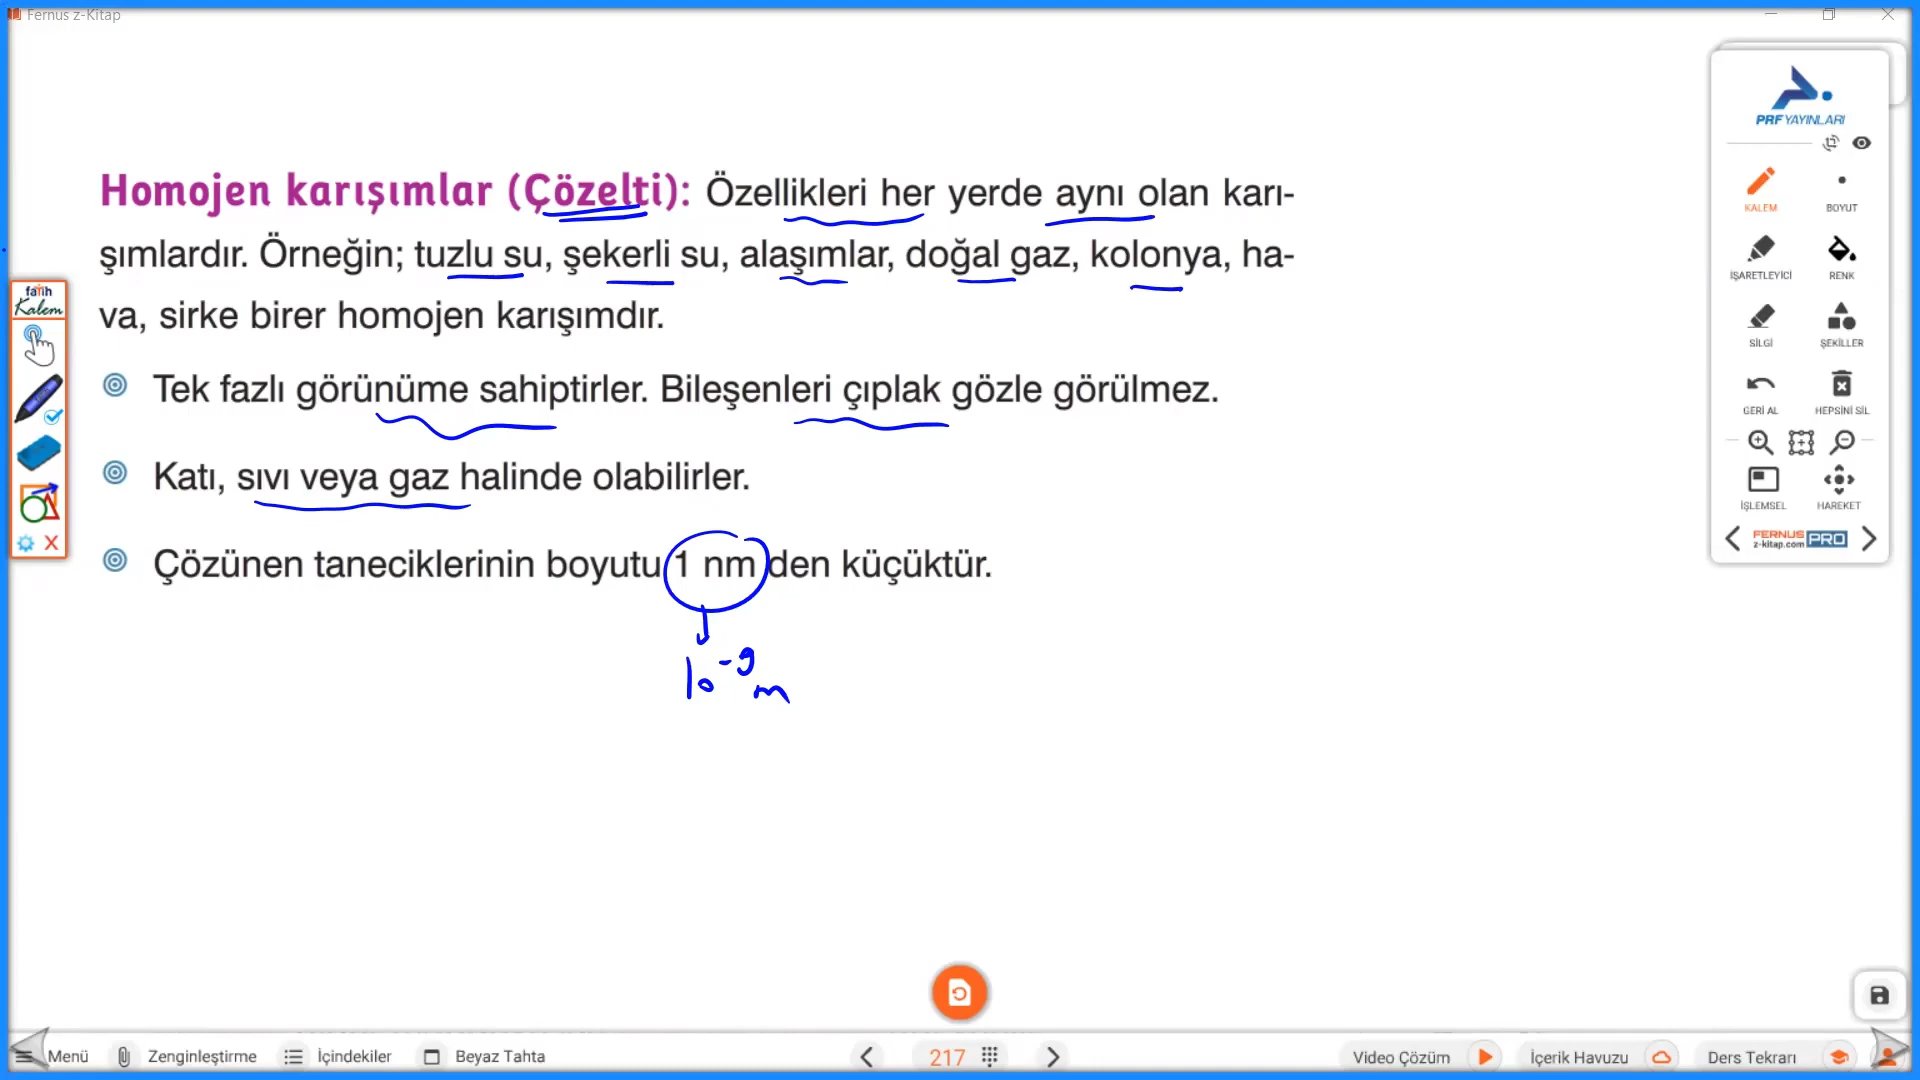 Fernus z-Kitap
PRF YAYINLARI
Homojen karışımlar (Çözelti): Özellikleri her yerde aynı olan karı-
şımlardır. Örneğin; tuzlu su, şekerli su, alaşımlar, doğal gaz, kolonya, ha-
va, sirke birer homojen karışımdır.
Tek fazlı görünüme sahiptirler. Bileşenleri çıplak gözle görülmez.
Katı, sıvı veya gaz halinde olabilirler.
Çözünen taneciklerinin boyutu 1 nm den küçüktür.
10⁻⁹ m
fatih
Kalem
KALEM BOYUT
İŞARETLEYİCİ RENK
SİLGİ ŞEKİLLER
GERİ AL HEPSİNİ SİL
İŞLEMSEL HAREKET
FERNUS PRO
z-kitap.com
Menü Zenginleştirme İçindekiler Beyaz Tahta 217 Video Çözüm İçerik Havuzu Ders Tekrarı